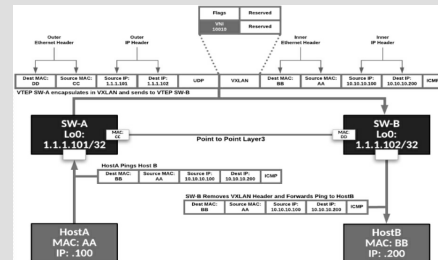 Flags
Reserved
VNI
10010
Reserved
Outer
Ethernet Header
Outer
IP Header
Inner
Ethernet Header
Inner
IP Header
Dest MAC:
DD
Source MAC:
CC
Source IP:
1.1.1.101
Dest IP:
1.1.1.102
UDP
VXLAN
Dest MAC:
BB
Source MAC:
AA
Source IP:
10.10.10.100
Dest IP:
10.10.10.200
ICMP
VTEP SW-A encapsulates in VXLAN and sends to VTEP SW-B
SW-A
Lo0:
1.1.1.101/32
MAC:
CC
Point to Point Layer3
MAC:
DD
SW-B
Lo0:
1.1.1.102/32
HostA Pings Host B
Dest MAC:
BB
Source MAC:
AA
Source IP:
10.10.10.100
Dest IP:
10.10.10.200
ICMP
SW-B Removes VXLAN Header and Forwards Ping to HostB
Dest MAC:
BB
Source MAC:
AA
Source IP:
10.10.10.100
Dest IP:
10.10.10.200
ICMP
HostA
MAC: AA
IP: .100
HostB
MAC: BB
IP: .200